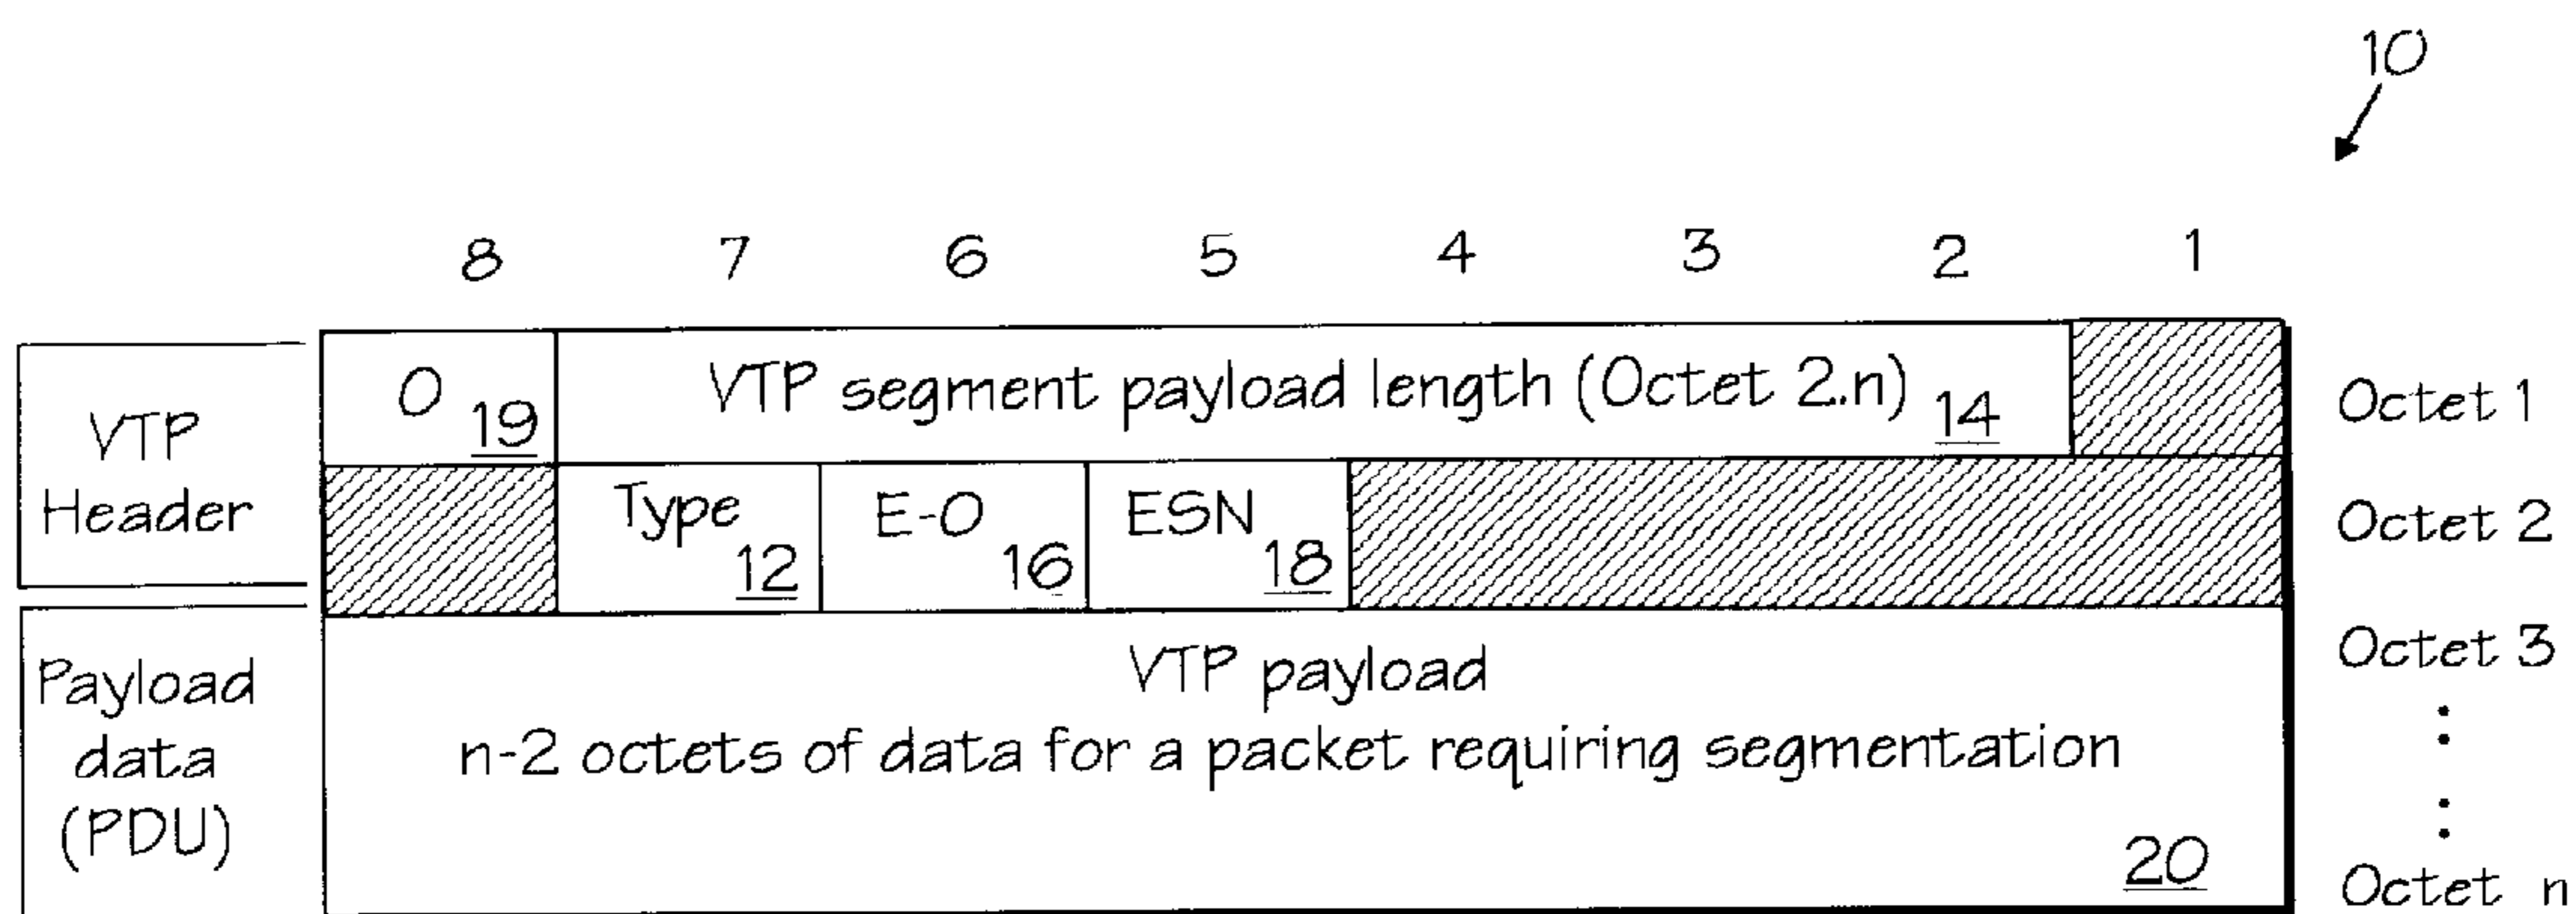 10
8 7 6 5 4 3 2 1
VTP Header
0 19
VTP segment payload length (Octet 2.n) 14
Octet 1
Type 12
E-O 16
ESN 18
Octet 2
Payload data (PDU)
VTP payload
n-2 octets of data for a packet requiring segmentation
20
Octet 3
Octet n